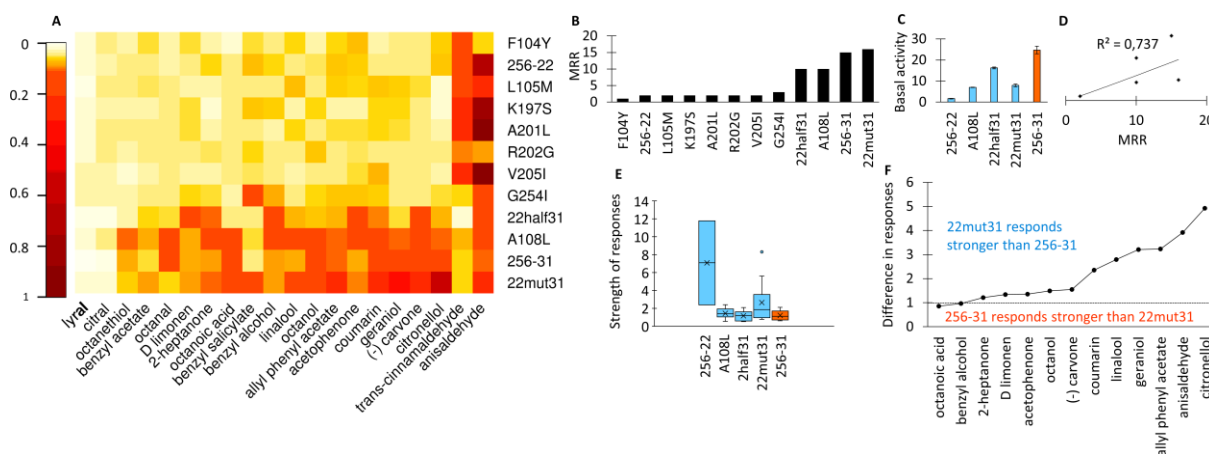 A
0
0.2
0.4
0.6
0.8
1
F104Y
256-22
L105M
K197S
A201L
R202G
V205I
G254I
22half31
A108L
256-31
22mut31
lyral
citral
octanethiol
benzyl acetate
octanal
D limonen
2-heptanone
octanoic acid
benzyl salicylate
benzyl alcohol
linalool
octanol
allyl phenyl acetate
acetophenone
coumarin
geraniol
(-) carvone
citronellol
trans-cinnamaldehyde
anisaldehyde
B
MRR
20
15
10
5
0
F104Y
256-22
L105M
K197S
A201L
R202G
V205I
G254I
22half31
A108L
256-31
22mut31
C
Basal activity
30
20
10
0
256-22
A108L
22half31
22mut31
256-31
D
R² = 0,737
0
10
20
MRR
E
Strength of responses
14
12
10
8
6
4
2
0
256-22
A108L
2half31
22mut31
256-31
F
Difference in responses
6
5
4
3
2
1
0
22mut31 responds
stronger than 256-31
256-31 responds stronger than 22mut31
octanoic acid
benzyl alcohol
2-heptanone
D limonen
acetophenone
octanol
(-) carvone
coumarin
linalool
geraniol
allyl phenyl acetate
anisaldehyde
citronellol